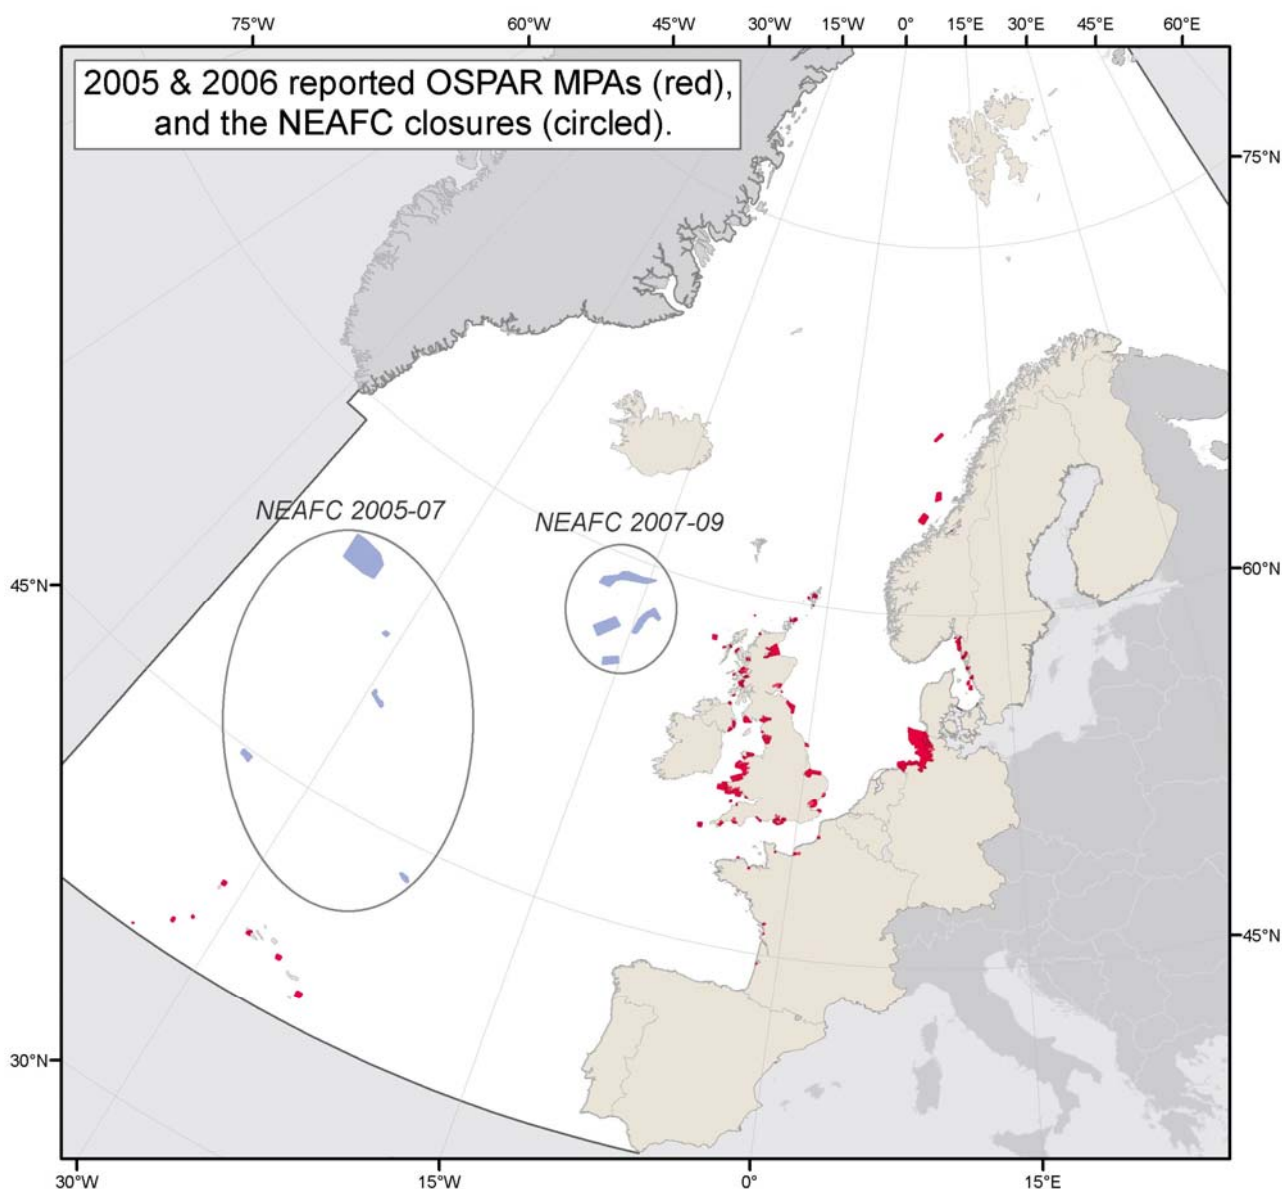 75°W 60°W 45°W 30°W 15°W 0° 15°E 30°E 45°E 60°E
2005 & 2006 reported OSPAR MPAs (red),
and the NEAFC closures (circled).
75°N
NEAFC 2005-07
NEAFC 2007-09
45°N
60°N
45°N
30°N
30°W 15°W 0° 15°E